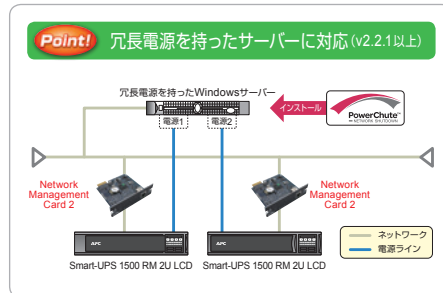 Point! 冗長電源を持ったサーバーに対応(v2.2.1以上)
冗長電源を持ったWindowsサーバー
電源1 電源2
インストール
PowerChute™
NETWORK SHUTDOWN
Network
Management
Card 2
Network
Management
Card 2
APC
APC
Smart-UPS 1500 RM 2U LCD
Smart-UPS 1500 RM 2U LCD
ネットワーク
電源ライン